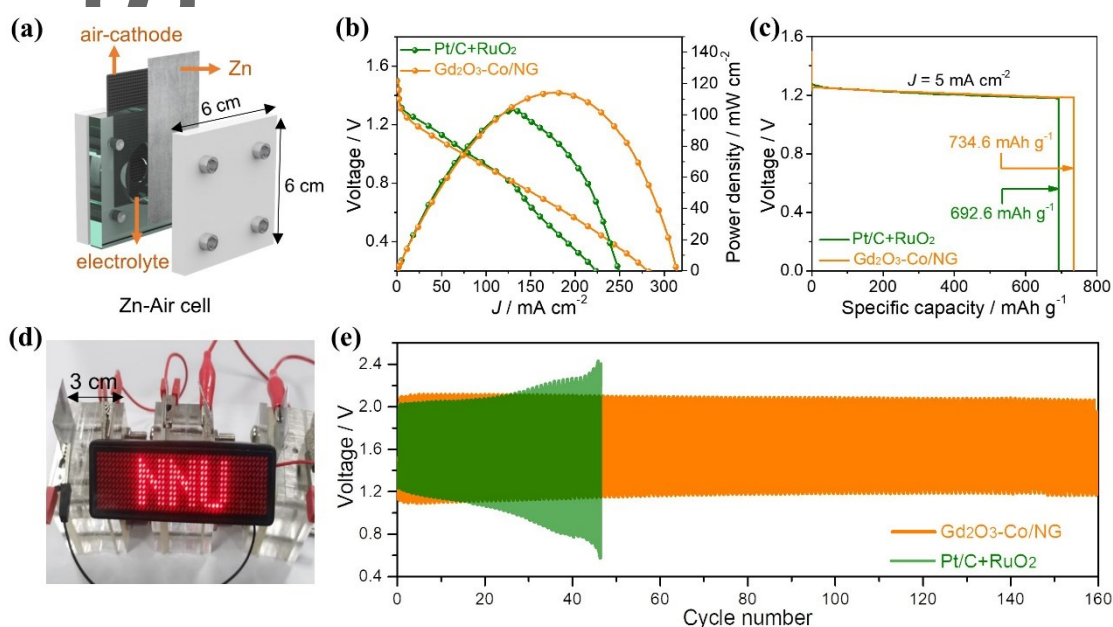 (a)
air-cathode
Zn
6 cm
6 cm
electrolyte
Zn-Air cell
(b)
Pt/C+RuO₂
Gd₂O₃-Co/NG
Voltage / V
1.6
1.2
0.8
0.4
0 50 100 150 200 250 300
J / mA cm⁻²
140
120
100
80
60
40
20
0
Power density / mW cm⁻²
(c)
J = 5 mA cm⁻²
734.6 mAh g⁻¹
692.6 mAh g⁻¹
Pt/C+RuO₂
Gd₂O₃-Co/NG
Voltage / V
1.6
1.2
0.8
0.4
0.0
0 200 400 600 800
Specific capacity / mAh g⁻¹
(d)
3 cm
NNU
(e)
Voltage / V
2.4
2.0
1.6
1.2
0.8
0.4
Gd₂O₃-Co/NG
Pt/C+RuO₂
0 20 40 60 80 100 120 140 160
Cycle number